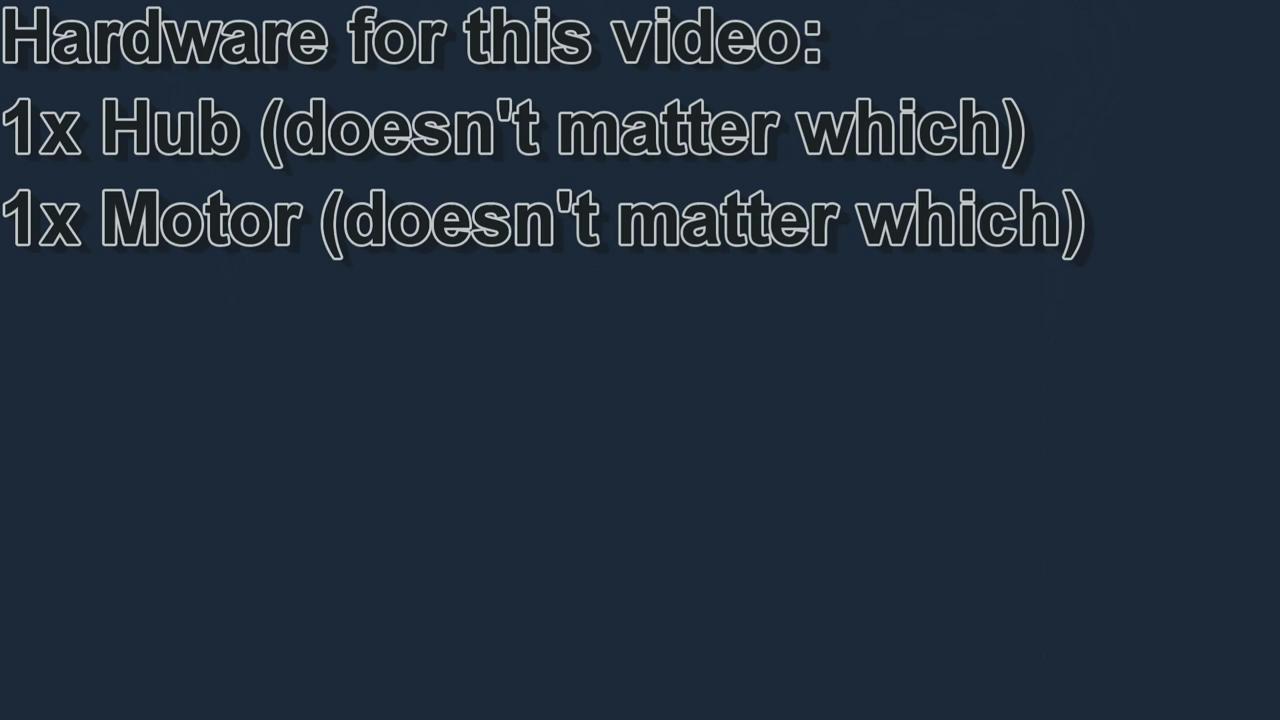 Hardware for this video:
1x Hub (doesn't matter which)
1x Motor (doesn't matter which)